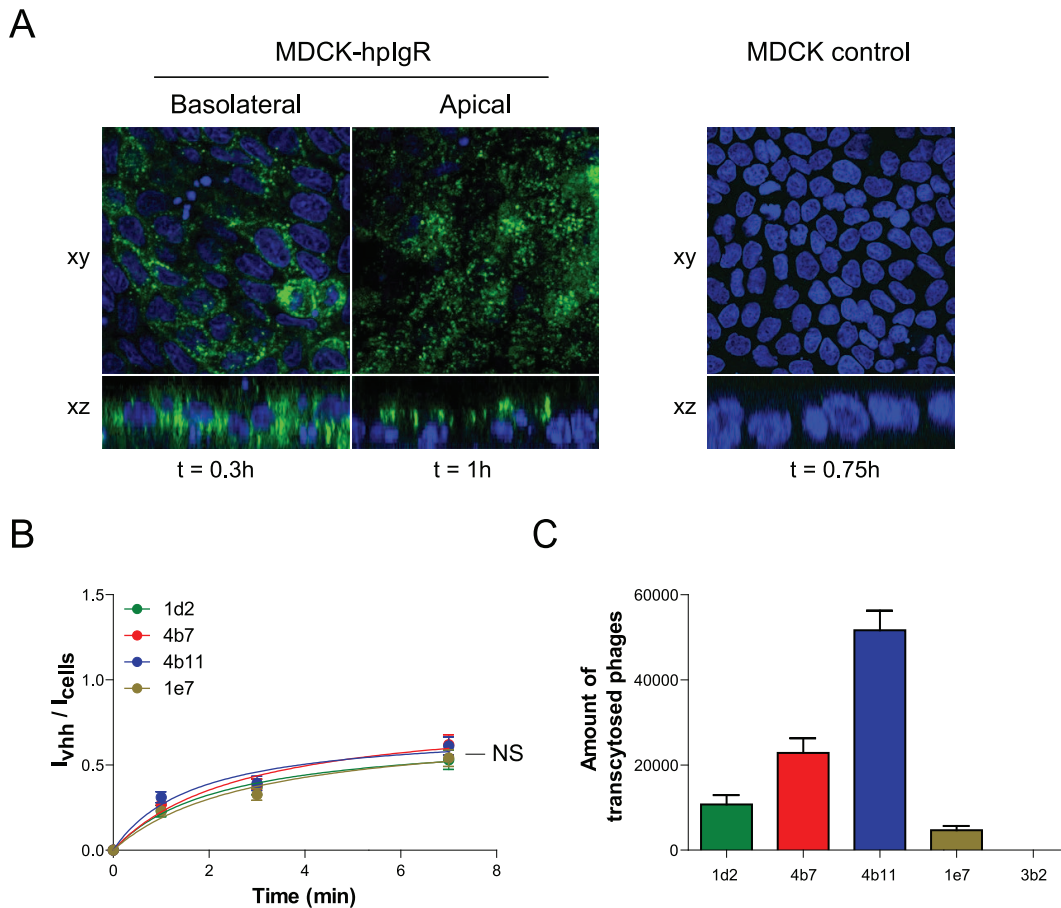 A
MDCK-hpIgR
MDCK control
Basolateral
Apical
xy
xy
xz
xz
t = 0.3h
t = 1h
t = 0.75h
B
C
1.5
1.0
0.5
0.0
I vhh / I cells
1d2
4b7
4b11
1e7
NS
0
2
4
6
8
Time (min)
60000
40000
20000
0
Amount of
transcytosed phages
1d2
4b7
4b11
1e7
3b2